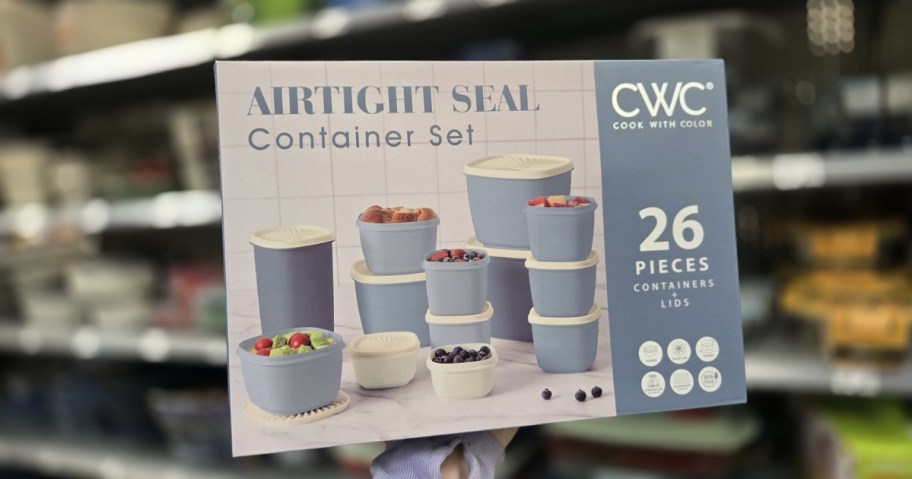 AIRTIGHT SEAL
Container Set
CWC®
COOK WITH COLOR
26
PIECES
CONTAINERS
+
LIDS